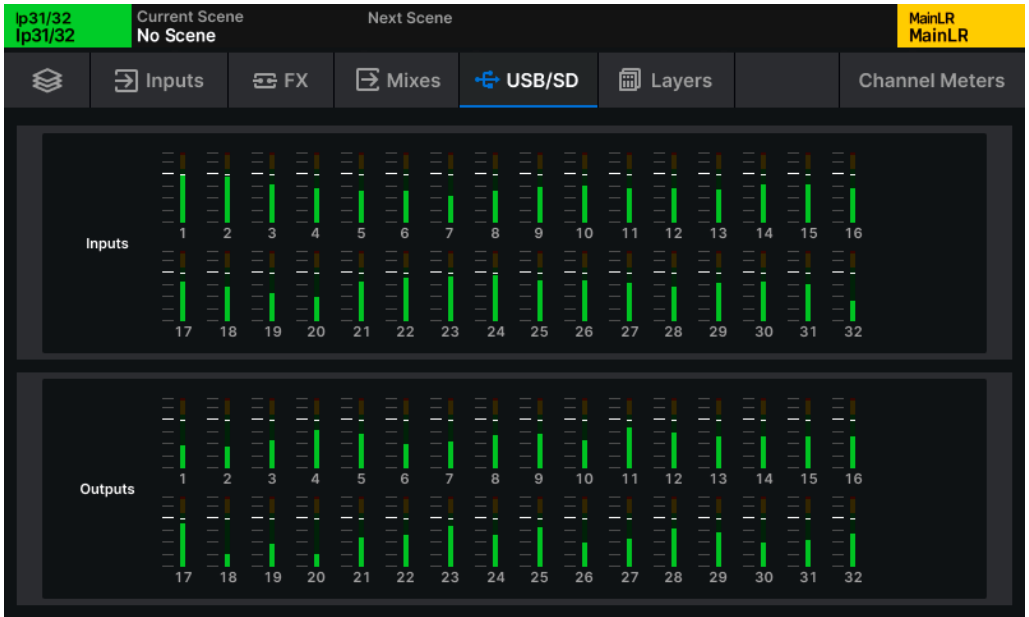 Ip31/32
Ip31/32
Current Scene
No Scene
Next Scene
MainLR
MainLR
Inputs
FX
Mixes
USB/SD
Layers
Channel Meters
Inputs
1 2 3 4 5 6 7 8 9 10 11 12 13 14 15 16
17 18 19 20 21 22 23 24 25 26 27 28 29 30 31 32
Outputs
1 2 3 4 5 6 7 8 9 10 11 12 13 14 15 16
17 18 19 20 21 22 23 24 25 26 27 28 29 30 31 32